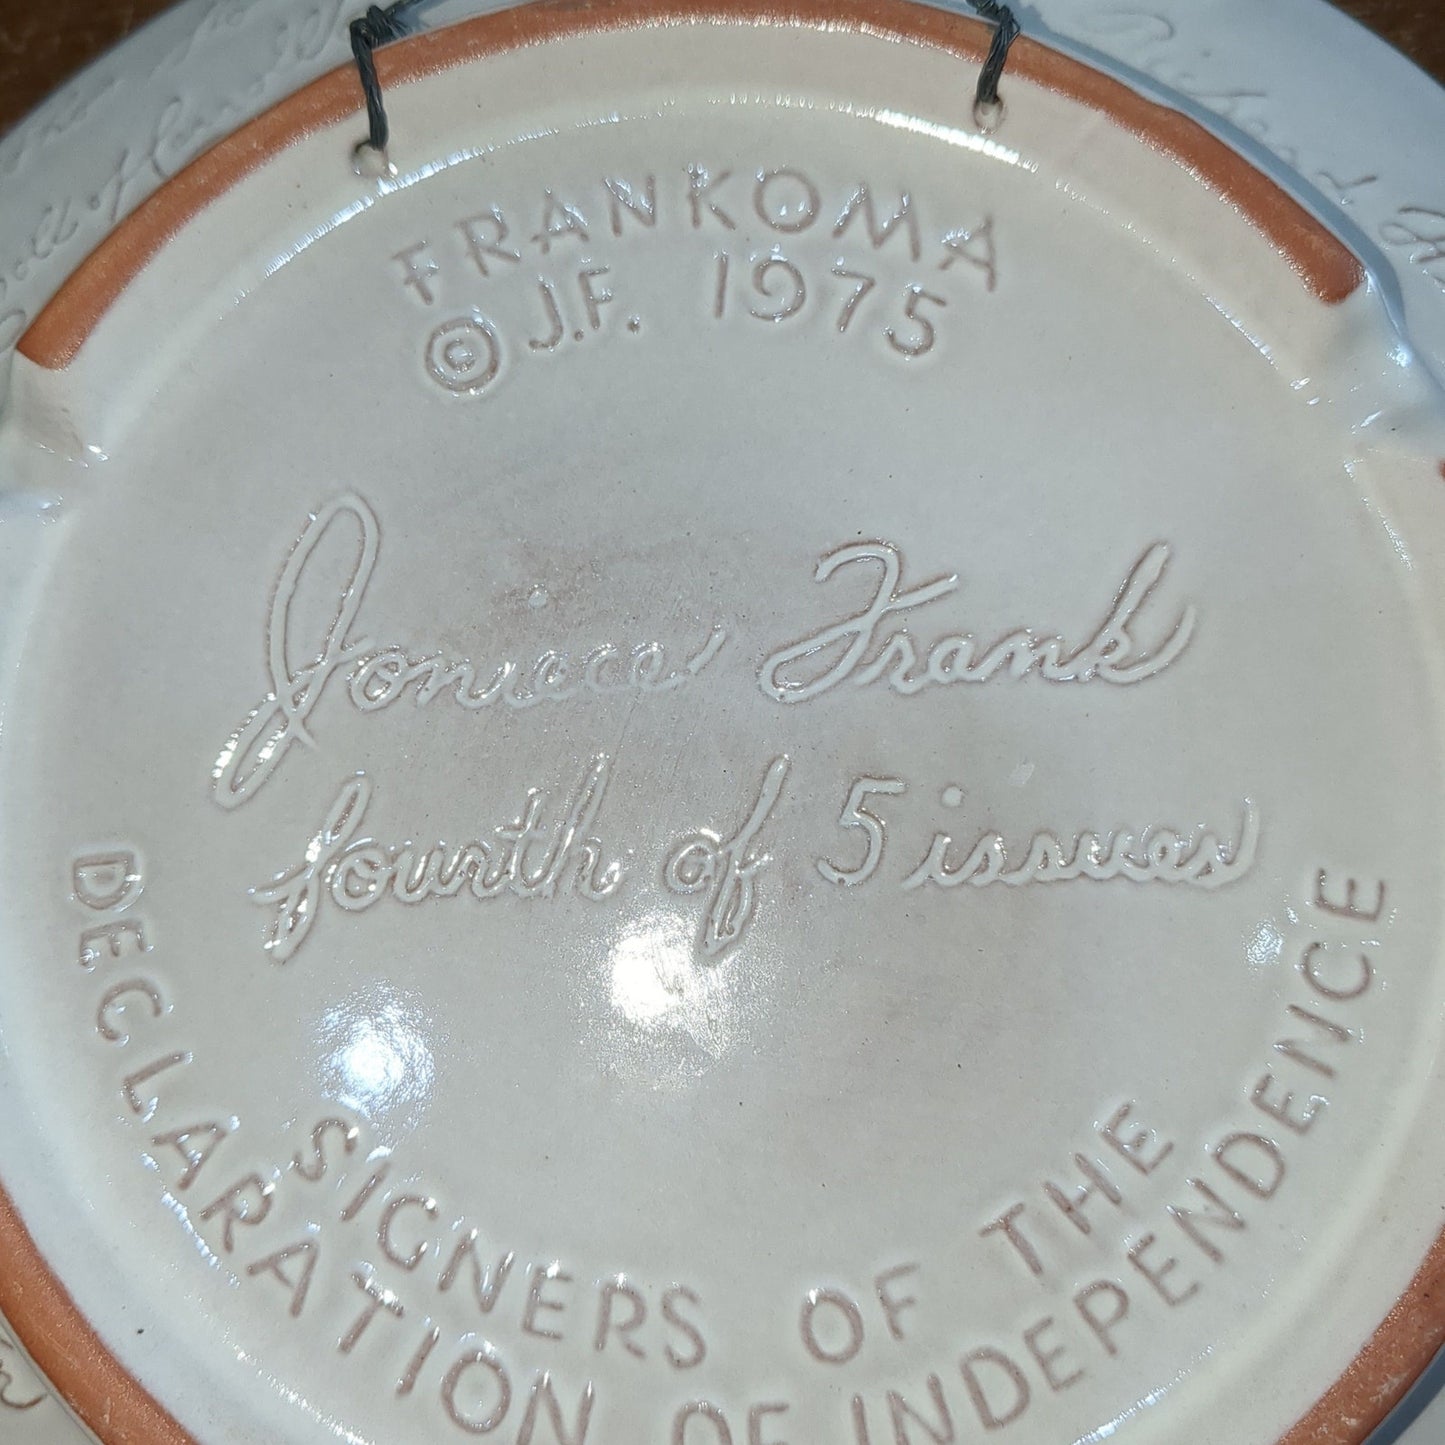 FRANKOMA
© J.F. 1975
Joniece Frank
fourth of 5 issues
SIGNERS OF THE
DECLARATION OF INDEPENDENCE